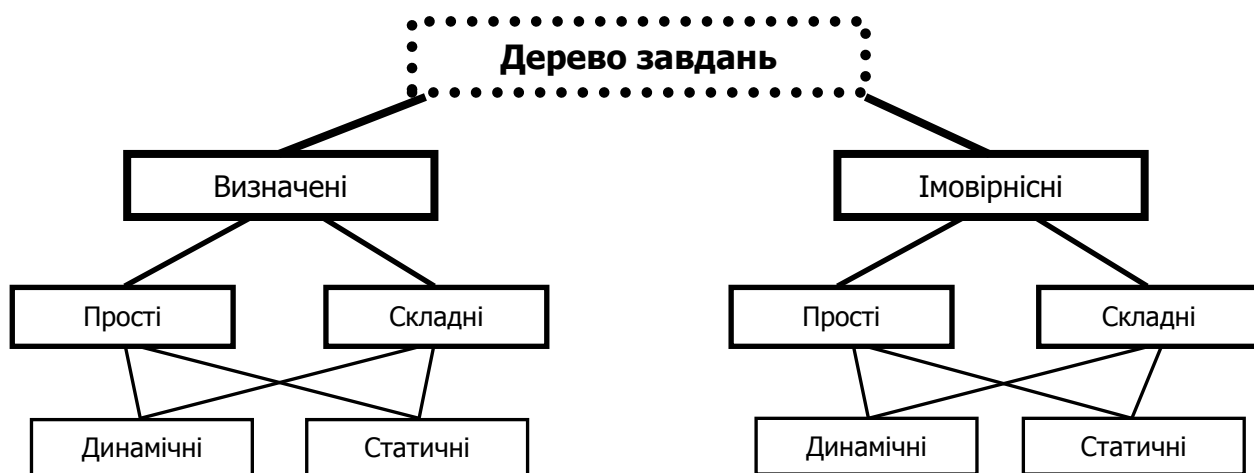 Дерево завдань
Визначені
Імовірнісні
Прості
Складні
Прості
Складні
Динамічні
Статичні
Динамічні
Статичні